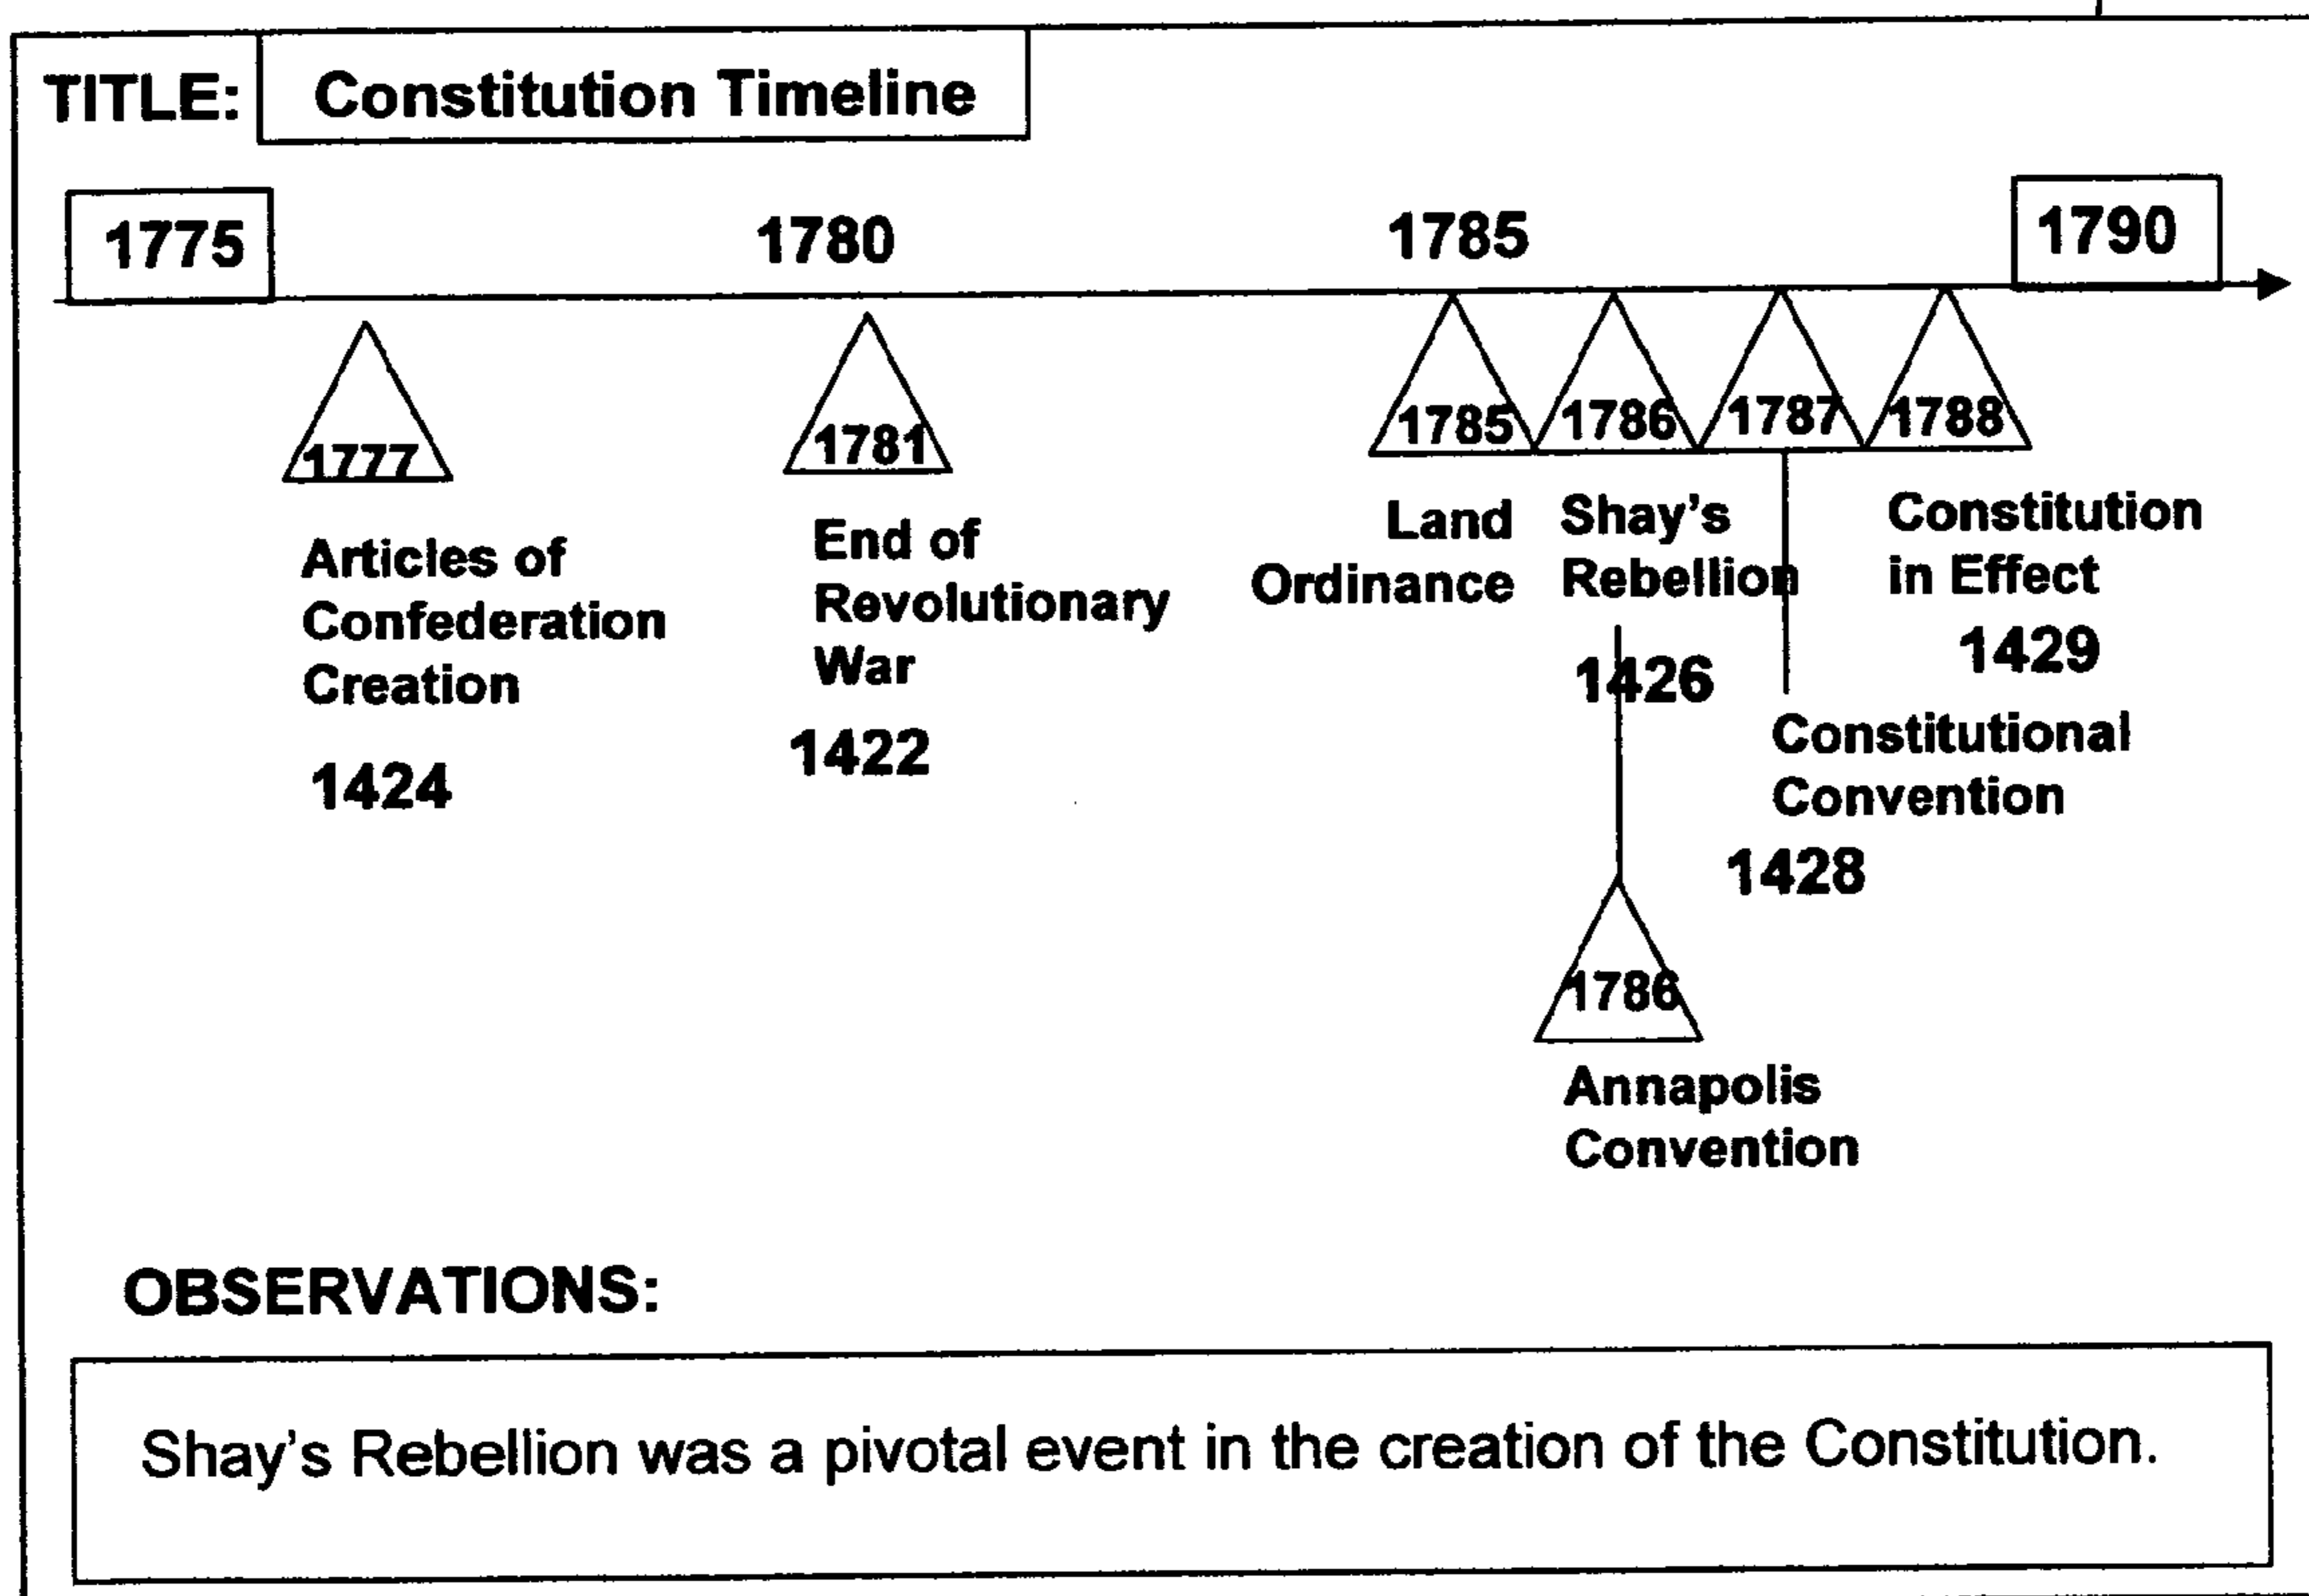 TITLE: Constitution Timeline
1775 1780 1785 1790
1777
Articles of
Confederation
Creation
1424
1781
End of
Revolutionary
War
1422
1785
Land
Ordinance
1786
Shay's
Rebellion
1426
1787
Constitutional
Convention
1428
1788
Constitution
in Effect
1429
1786
Annapolis
Convention
OBSERVATIONS:
Shay's Rebellion was a pivotal event in the creation of the Constitution.